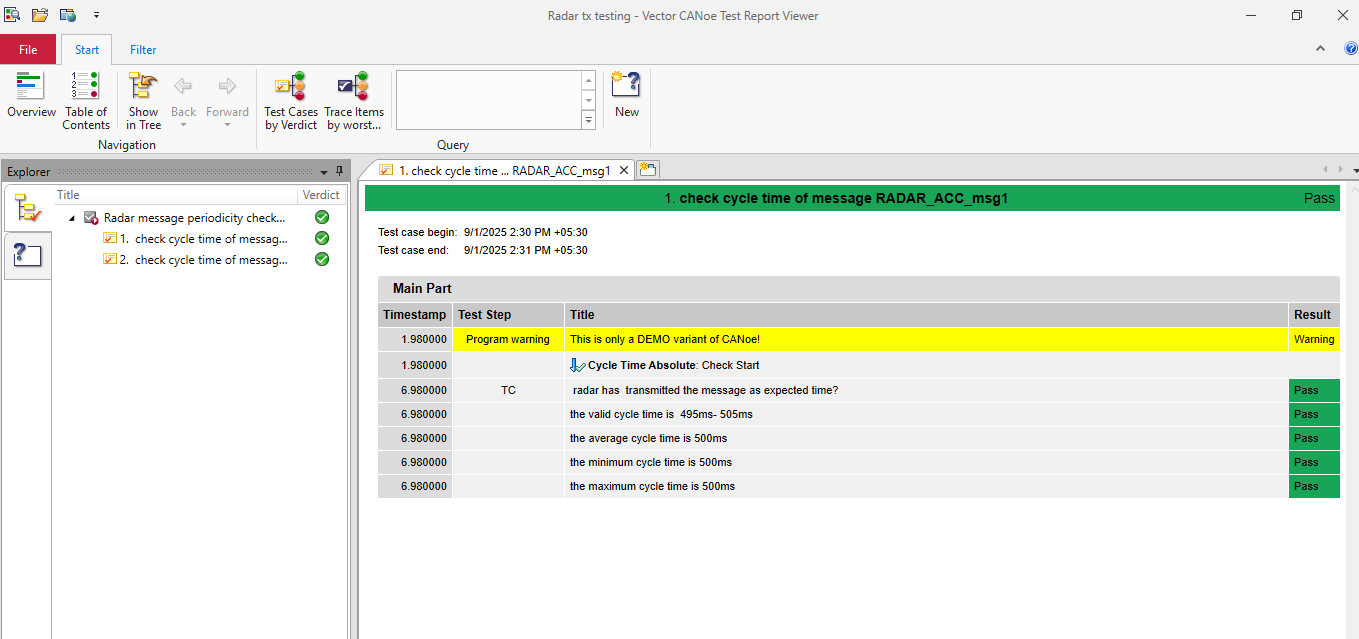 Radar tx testing - Vector CANoe Test Report Viewer
File Start Filter
Overview
Table of Contents
Show in Tree
Back
Forward
Test Cases by Verdict
Trace Items by worst...
New
Navigation
Query
Explorer
1. check cycle time ... RADAR_ACC_msg1
Title Verdict
Radar message periodicity check...
1. check cycle time of messag...
2. check cycle time of messag...
1. check cycle time of message RADAR_ACC_msg1 Pass
Test case begin: 9/1/2025 2:30 PM +05:30
Test case end: 9/1/2025 2:31 PM +05:30
Main Part
Timestamp Test Step Title Result
1.980000 Program warning This is only a DEMO variant of CANoe! Warning
1.980000 Cycle Time Absolute: Check Start
6.980000 TC radar has  transmitted the message as expected time? Pass
6.980000 the valid cycle time is  495ms- 505ms Pass
6.980000 the average cycle time is 500ms Pass
6.980000 the minimum cycle time is 500ms Pass
6.980000 the maximum cycle time is 500ms Pass